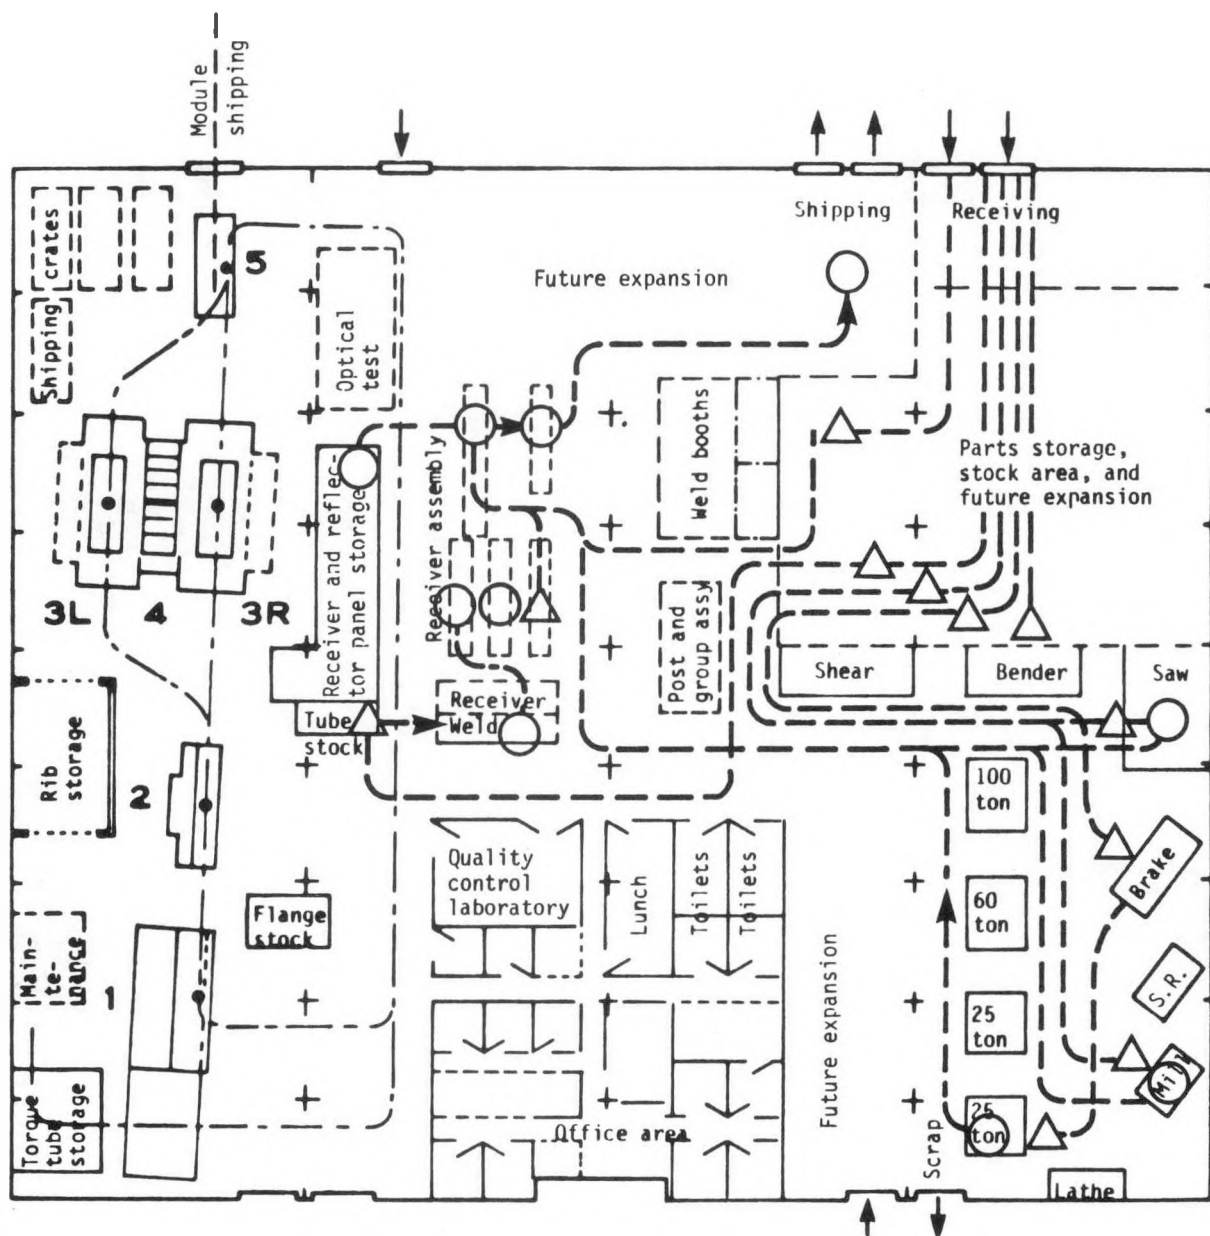 Module
shipping
Shipping
Receiving
Shipping
crates
5
Future expansion
Optical
test
Parts storage,
stock area, and
future expansion
Weld booths
Receiver assembly
Receiver and reflec-
tor panel storage
3L
4
3R
Post and
group assy
Shear
Bender
Saw
Receiver
Weld
Tube
stock
Rib
storage
2
100
ton
Brake
Quality
control
laboratory
Lunch
Toilets
Toilets
60
ton
Flange
stock
Main-
te-
nance
1
S.R.
25
ton
Future expansion
Mill
Torque
tube
storage
Office area
25
ton
Scrap
Lathe